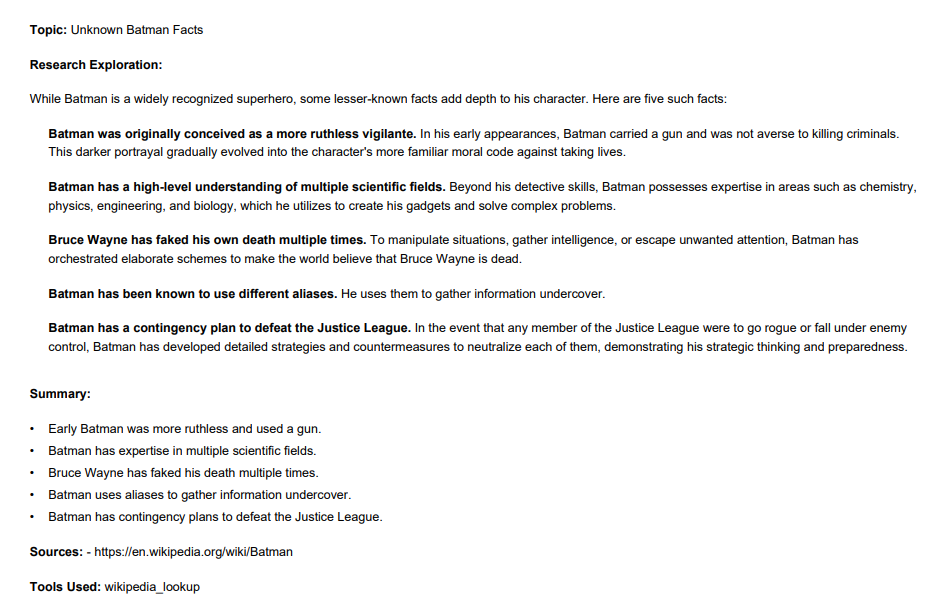 Topic: Unknown Batman Facts
Research Exploration:
While Batman is a widely recognized superhero, some lesser-known facts add depth to his character. Here are five such facts:
Batman was originally conceived as a more ruthless vigilante. In his early appearances, Batman carried a gun and was not averse to killing criminals.
This darker portrayal gradually evolved into the character's more familiar moral code against taking lives.
Batman has a high-level understanding of multiple scientific fields. Beyond his detective skills, Batman possesses expertise in areas such as chemistry,
physics, engineering, and biology, which he utilizes to create his gadgets and solve complex problems.
Bruce Wayne has faked his own death multiple times. To manipulate situations, gather intelligence, or escape unwanted attention, Batman has
orchestrated elaborate schemes to make the world believe that Bruce Wayne is dead.
Batman has been known to use different aliases. He uses them to gather information undercover.
Batman has a contingency plan to defeat the Justice League. In the event that any member of the Justice League were to go rogue or fall under enemy
control, Batman has developed detailed strategies and countermeasures to neutralize each of them, demonstrating his strategic thinking and preparedness.
Summary:
• Early Batman was more ruthless and used a gun.
• Batman has expertise in multiple scientific fields.
• Bruce Wayne has faked his death multiple times.
• Batman uses aliases to gather information undercover.
• Batman has contingency plans to defeat the Justice League.
Sources: - https://en.wikipedia.org/wiki/Batman
Tools Used: wikipedia_lookup